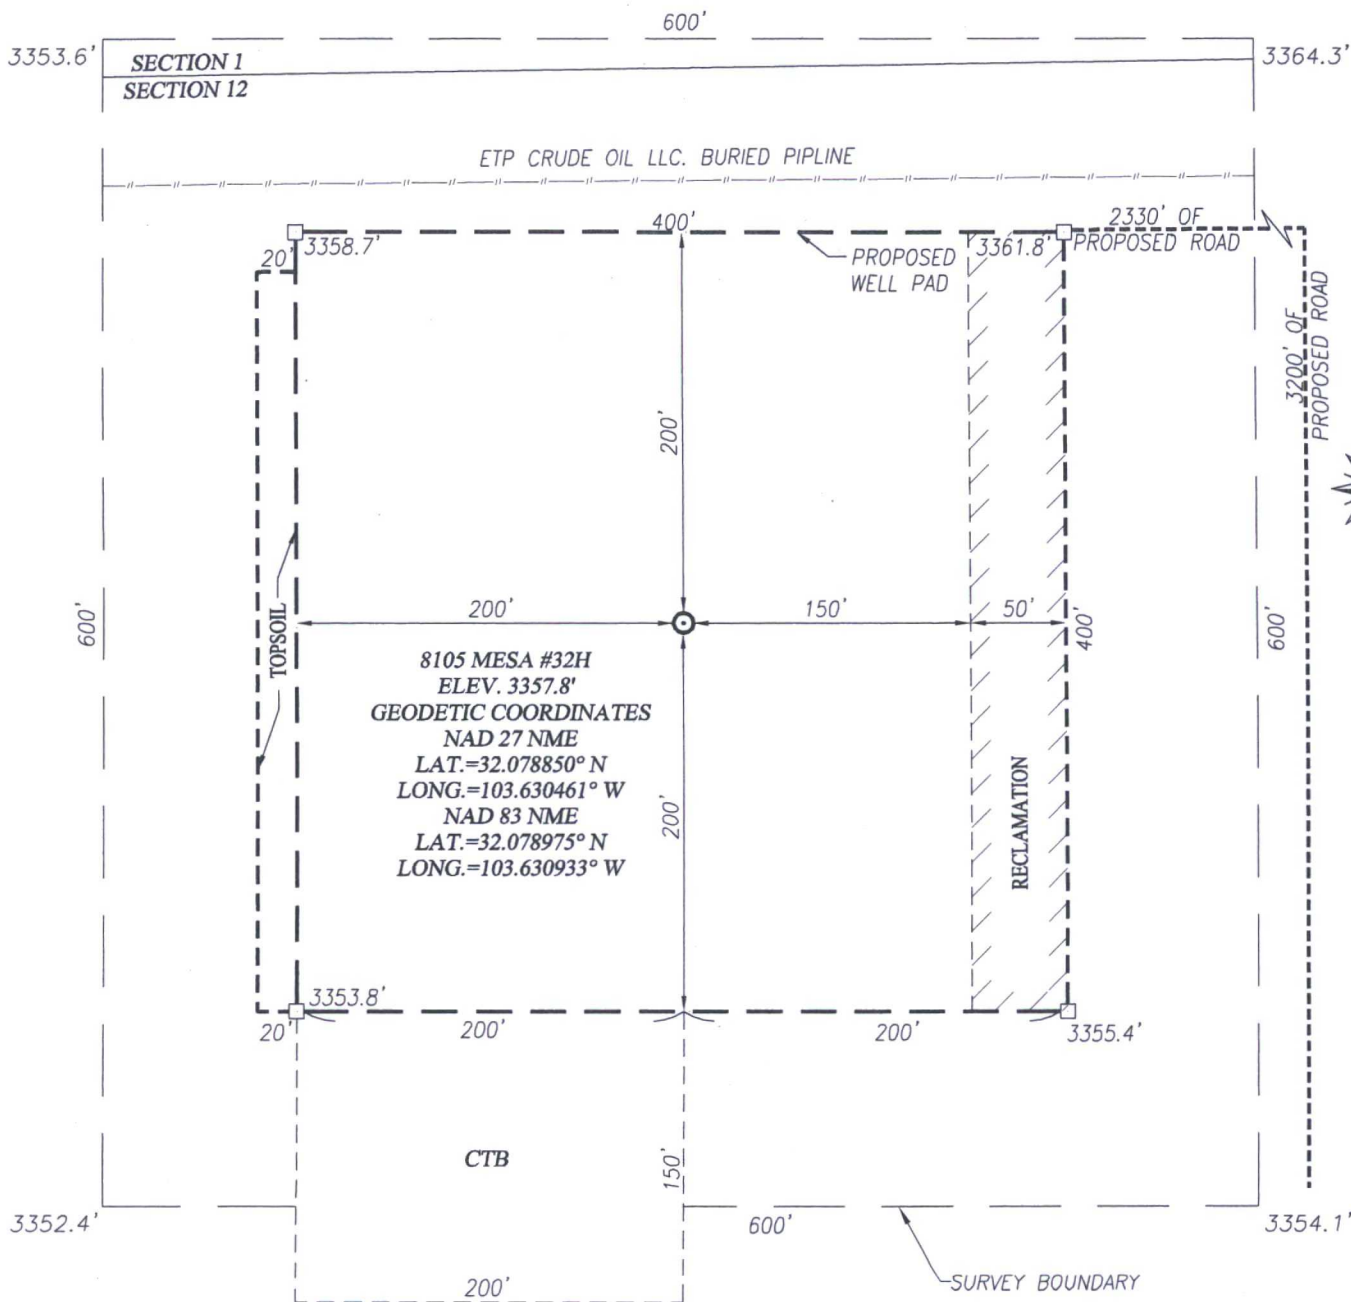 600'
3353.6'
SECTION 1
3364.3'
SECTION 12
ETP CRUDE OIL LLC. BURIED PIPLINE
400'
2330' OF
PROPOSED ROAD
3358.7'
3361.8'
20'
PROPOSED
WELL PAD
3200' OF
PROPOSED ROAD
200'
600'
TOPSOIL
200'
150'
50'
400'
600'
8105 MESA #32H
ELEV. 3357.8'
GEODETIC COORDINATES
NAD 27 NME
LAT.=32.078850° N
LONG.=103.630461° W
NAD 83 NME
LAT.=32.078975° N
LONG.=103.630933° W
200'
RECLAMATION
3353.8'
20'
200'
200'
3355.4'
CTB
150'
3352.4'
600'
3354.1'
200'
SURVEY BOUNDARY